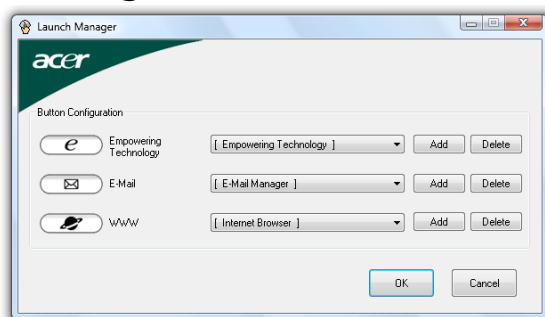 Launch Manager
acer
Button Configuration
e Empowering Technology [ Empowering Technology ] Add Delete
E-Mail [ E-Mail Manager ] Add Delete
WWW [ Internet Browser ] Add Delete
OK Cancel